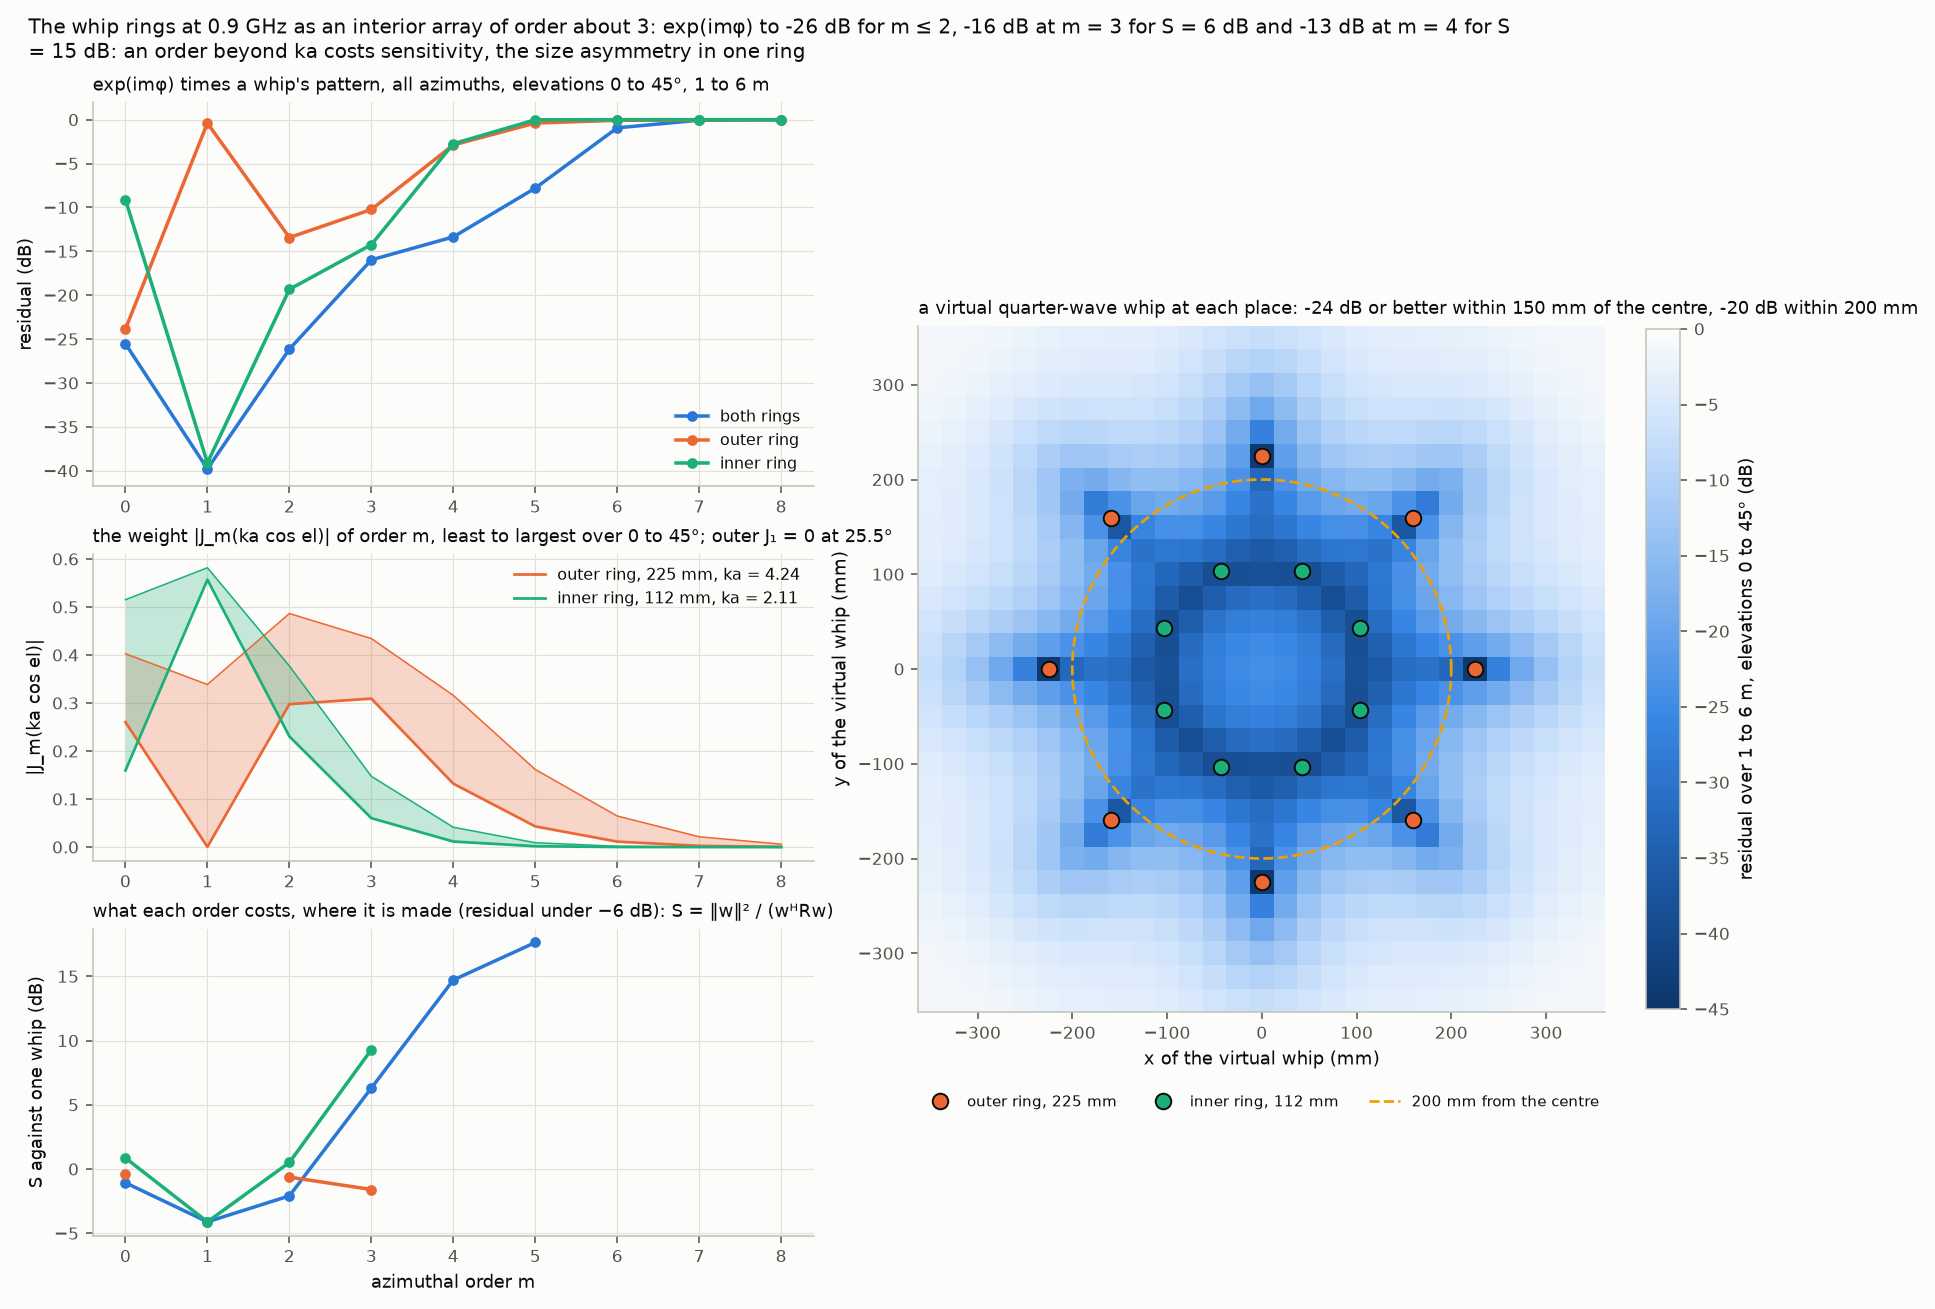 The whip rings at 0.9 GHz as an interior array of order about 3: exp(imφ) to -26 dB for m ≤ 2, -16 dB at m = 3 for S = 6 dB and -13 dB at m = 4 for S
= 15 dB: an order beyond ka costs sensitivity, the size asymmetry in one ring
exp(imφ) times a whip's pattern, all azimuths, elevations 0 to 45°, 1 to 6 m
0
−5
−10
−15
−20
−25
−30
−35
−40
residual (dB)
both rings
outer ring
inner ring
0 1 2 3 4 5 6 7 8
the weight |J_m(ka cos el)| of order m, least to largest over 0 to 45°; outer J₁ = 0 at 25.5°
0.6
0.5
0.4
0.3
0.2
0.1
0.0
|J_m(ka cos el)|
outer ring, 225 mm, ka = 4.24
inner ring, 112 mm, ka = 2.11
0 1 2 3 4 5 6 7 8
what each order costs, where it is made (residual under −6 dB): S = ‖w‖² / (wᴴRw)
15
10
5
0
−5
S against one whip (dB)
0 1 2 3 4 5 6 7 8
azimuthal order m
a virtual quarter-wave whip at each place: -24 dB or better within 150 mm of the centre, -20 dB within 200 mm
300
200
100
0
−100
−200
−300
y of the virtual whip (mm)
−300 −200 −100 0 100 200 300
x of the virtual whip (mm)
outer ring, 225 mm
inner ring, 112 mm
200 mm from the centre
0
−5
−10
−15
−20
−25
−30
−35
−40
−45
residual over 1 to 6 m, elevations 0 to 45° (dB)